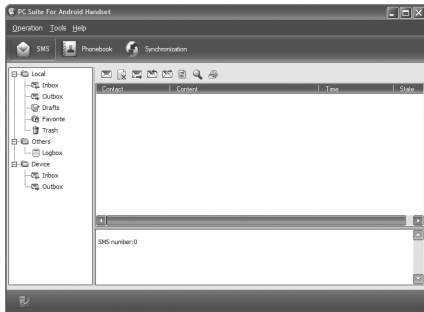 PC Suite For Android Handset
Operation Tools Help
SMS Phonebook Synchronization
Local
Inbox
Outbox
Drafts
Favorite
Trash
Others
Logbox
Device
Inbox
Outbox
Contact Content Time State
SMS number:0